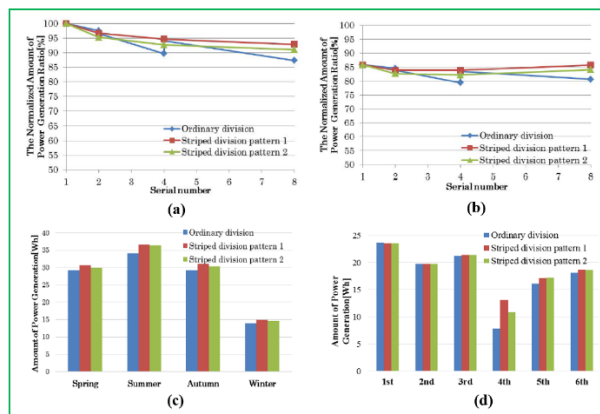 The Normalized Amount of
Power Generation Ratio[%]
100
95
90
85
80
75
70
65
60
55
50
Ordinary division
Striped division pattern 1
Striped division pattern 2
1 2 3 4 5 6 7 8
Serial number
(a)
The Normalized Amount of
Power Generation Ratio[%]
100
95
90
85
80
75
70
65
60
55
50
Ordinary division
Striped division pattern 1
Striped division pattern 2
1 2 3 4 5 6 7 8
Serial number
(b)
Amount of Power Generation[Wh]
40
35
30
25
20
15
10
5
0
Ordinary division
Striped division pattern 1
Striped division pattern 2
Spring Summer Autumn Winter
(c)
Amount of Power
Generation[Wh]
25
20
15
10
5
0
Ordinary division
Striped division pattern 1
Striped division pattern 2
1st 2nd 3rd 4th 5th 6th
(d)